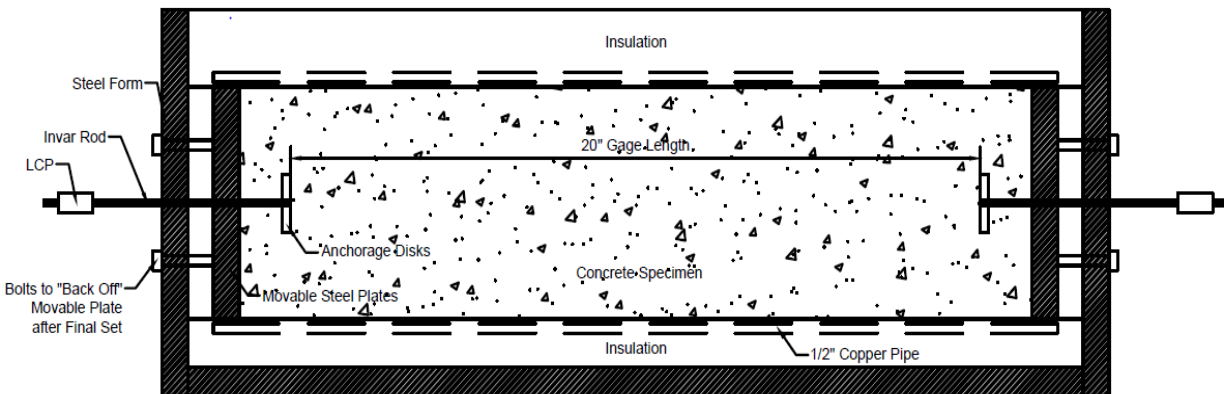 Insulation
Steel Form
Invar Rod
20" Gage Length
LCP
Anchorage Disks
Concrete Specimen
Bolts to "Back Off"
Movable Plate
after Final Set
Movable Steel Plates
Insulation
1/2" Copper Pipe